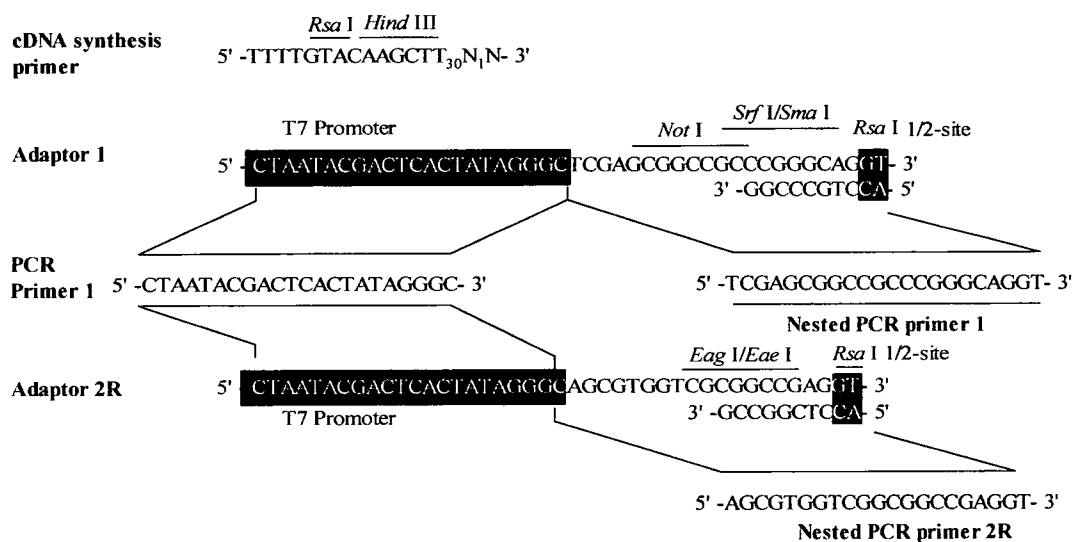 Rsa I Hind III
cDNA synthesis primer 5' -TTTTGTACAAGCTT30N1N- 3'
T7 Promoter Not I Srf I/Sma I Rsa I 1/2-site
Adaptor 1 5' -CTAATACGACTCACTATAGGGCTCGAGCGGCCGCCCGGGCAGGT- 3'
3' -GGCCCGTCCA- 5'
PCR Primer 1 5' -CTAATACGACTCACTATAGGGC- 3' 5' -TCGAGCGGCCGCCCGGGCAGGT- 3'
Nested PCR primer 1
Eag I/Eae I Rsa I 1/2-site
Adaptor 2R 5' -CTAATACGACTCACTATAGGGCAGCGTGGTCGCGGCCGAGGT- 3'
T7 Promoter 3' -GCCGGCTCCA- 5'
5' -AGCGTGGTCGGCGGCCGAGGT- 3'
Nested PCR primer 2R